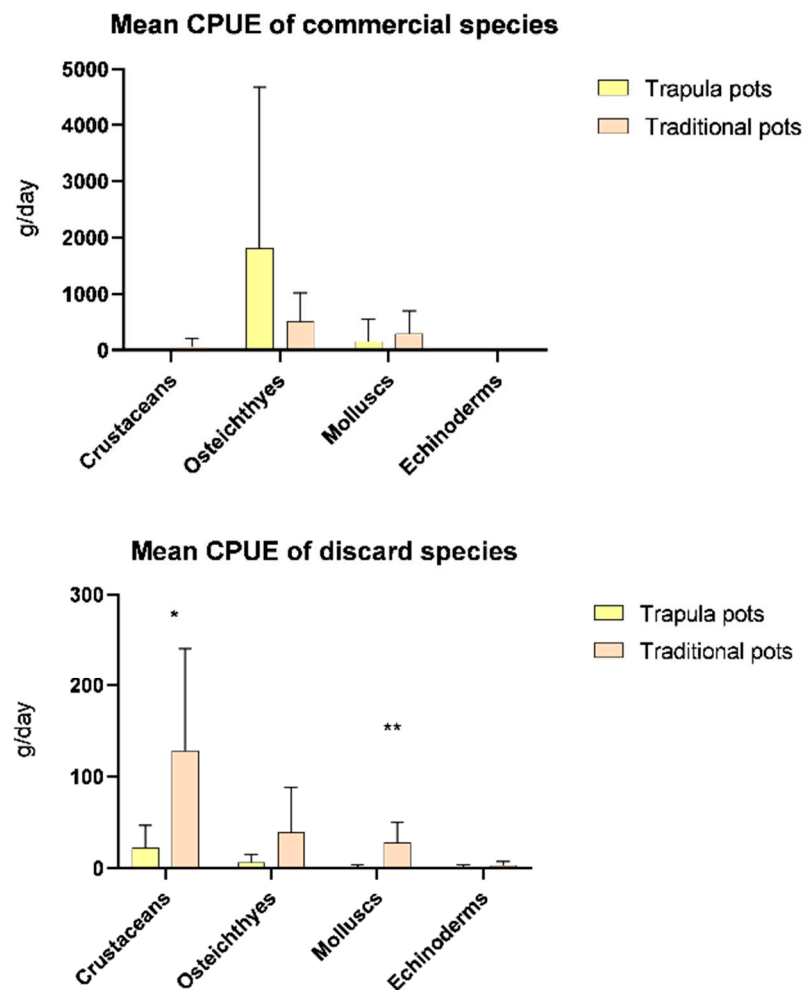 Mean CPUE of commercial species
5000
4000
3000
2000
1000
0
g/day
Crustaceans
Osteichthyes
Molluscs
Echinoderms
Trapula pots
Traditional pots
Mean CPUE of discard species
300
200
100
0
g/day
*
**
Crustaceans
Osteichthyes
Molluscs
Echinoderms
Trapula pots
Traditional pots